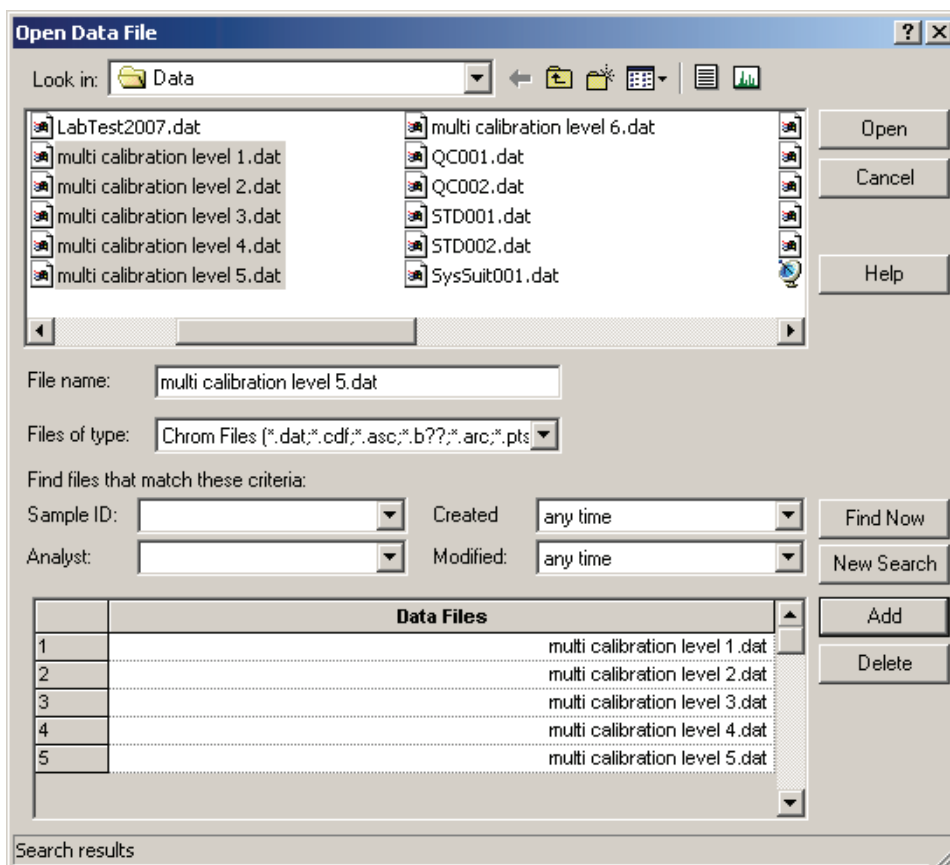 Open Data File
Look in: Data
LabTest2007.dat
multi calibration level 1.dat
multi calibration level 2.dat
multi calibration level 3.dat
multi calibration level 4.dat
multi calibration level 5.dat
multi calibration level 6.dat
QC001.dat
QC002.dat
STD001.dat
STD002.dat
SysSuit001.dat
Open
Cancel
Help
File name: multi calibration level 5.dat
Files of type: Chrom Files (*.dat;*.cdf;*.asc;*.b??;*.arc;*.pts
Find files that match these criteria:
Sample ID:
Created any time
Find Now
Analyst:
Modified: any time
New Search
Data Files
Add
Delete
1 multi calibration level 1.dat
2 multi calibration level 2.dat
3 multi calibration level 3.dat
4 multi calibration level 4.dat
5 multi calibration level 5.dat
Search results